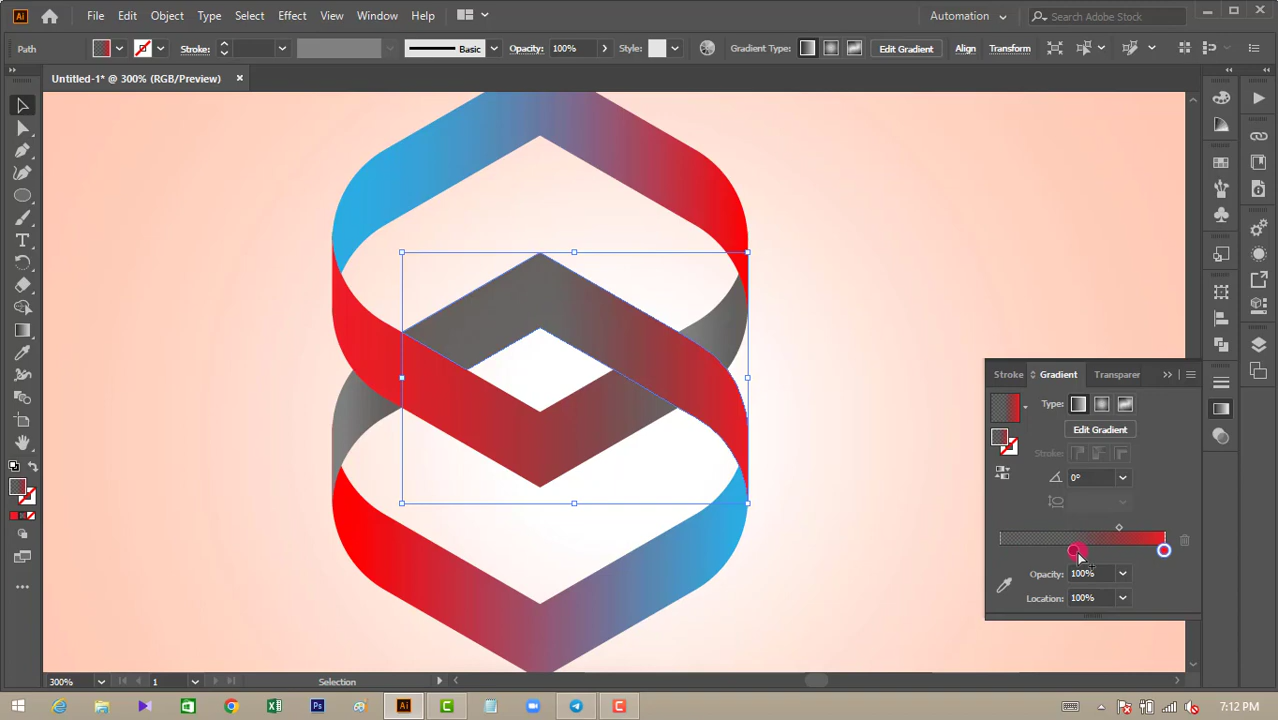 Ai File Edit Object Type Select Effect View Window Help Automation Search Adobe Stock
Path Stroke: Basic Opacity: 100% Style: Gradient Type: Edit Gradient Align Transform
Untitled-1* @ 300% (RGB/Preview)
Stroke Gradient Transparer
Type:
Edit Gradient
Stroke:
0°
Opacity: 100%
Location: 100%
300% 1 Selection
Ps Ai C C
7:12 PM